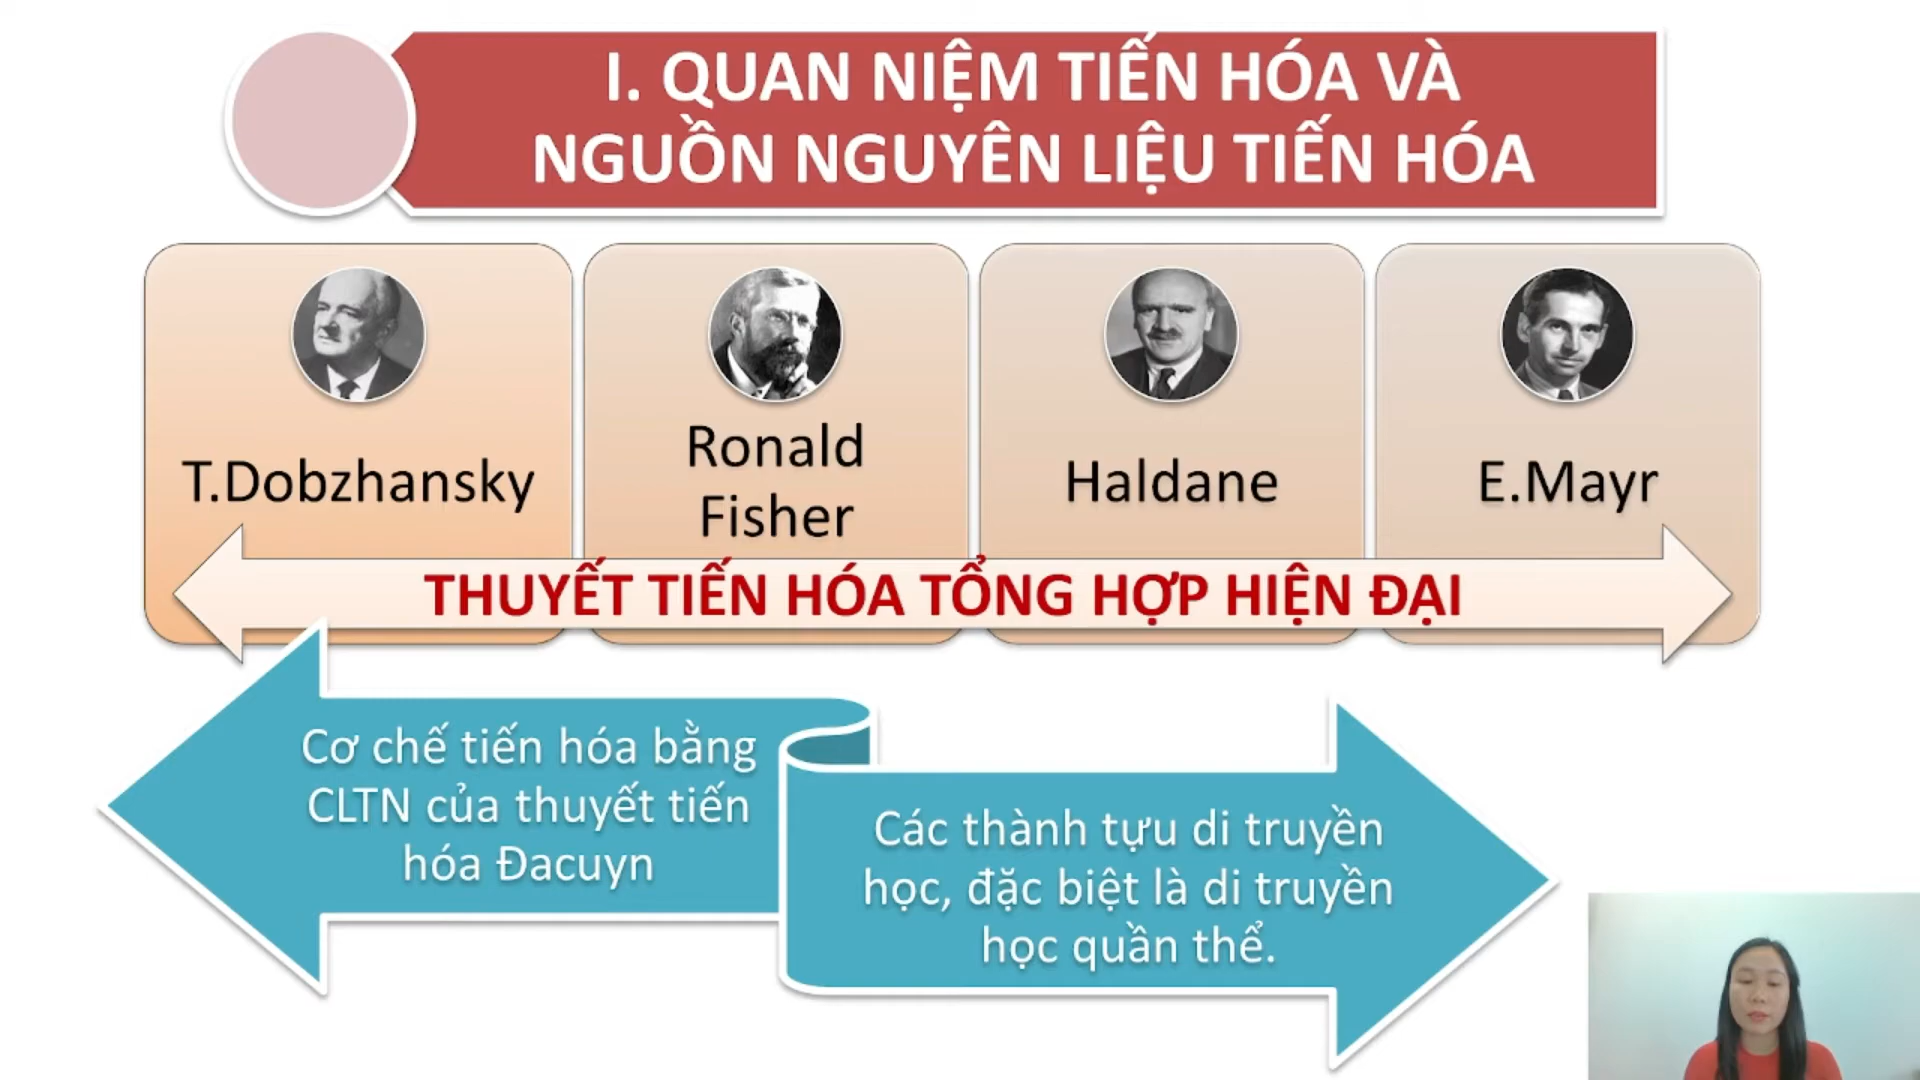 I. QUAN NIỆM TIẾN HÓA VÀ
NGUỒN NGUYÊN LIỆU TIẾN HÓA
T.Dobzhansky
Ronald
Fisher
Haldane
E.Mayr
THUYẾT TIẾN HÓA TỔNG HỢP HIỆN ĐẠI
Cơ chế tiến hóa bằng
CLTN của thuyết tiến
hóa Đacuyn
Các thành tựu di truyền
học, đặc biệt là di truyền
học quần thể.